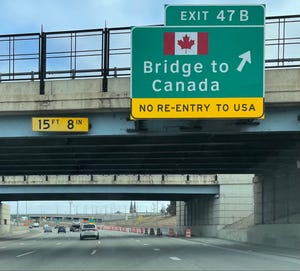 EXIT 47 B
Bridge to
Canada
NO RE-ENTRY TO USA
15 FT 8 IN